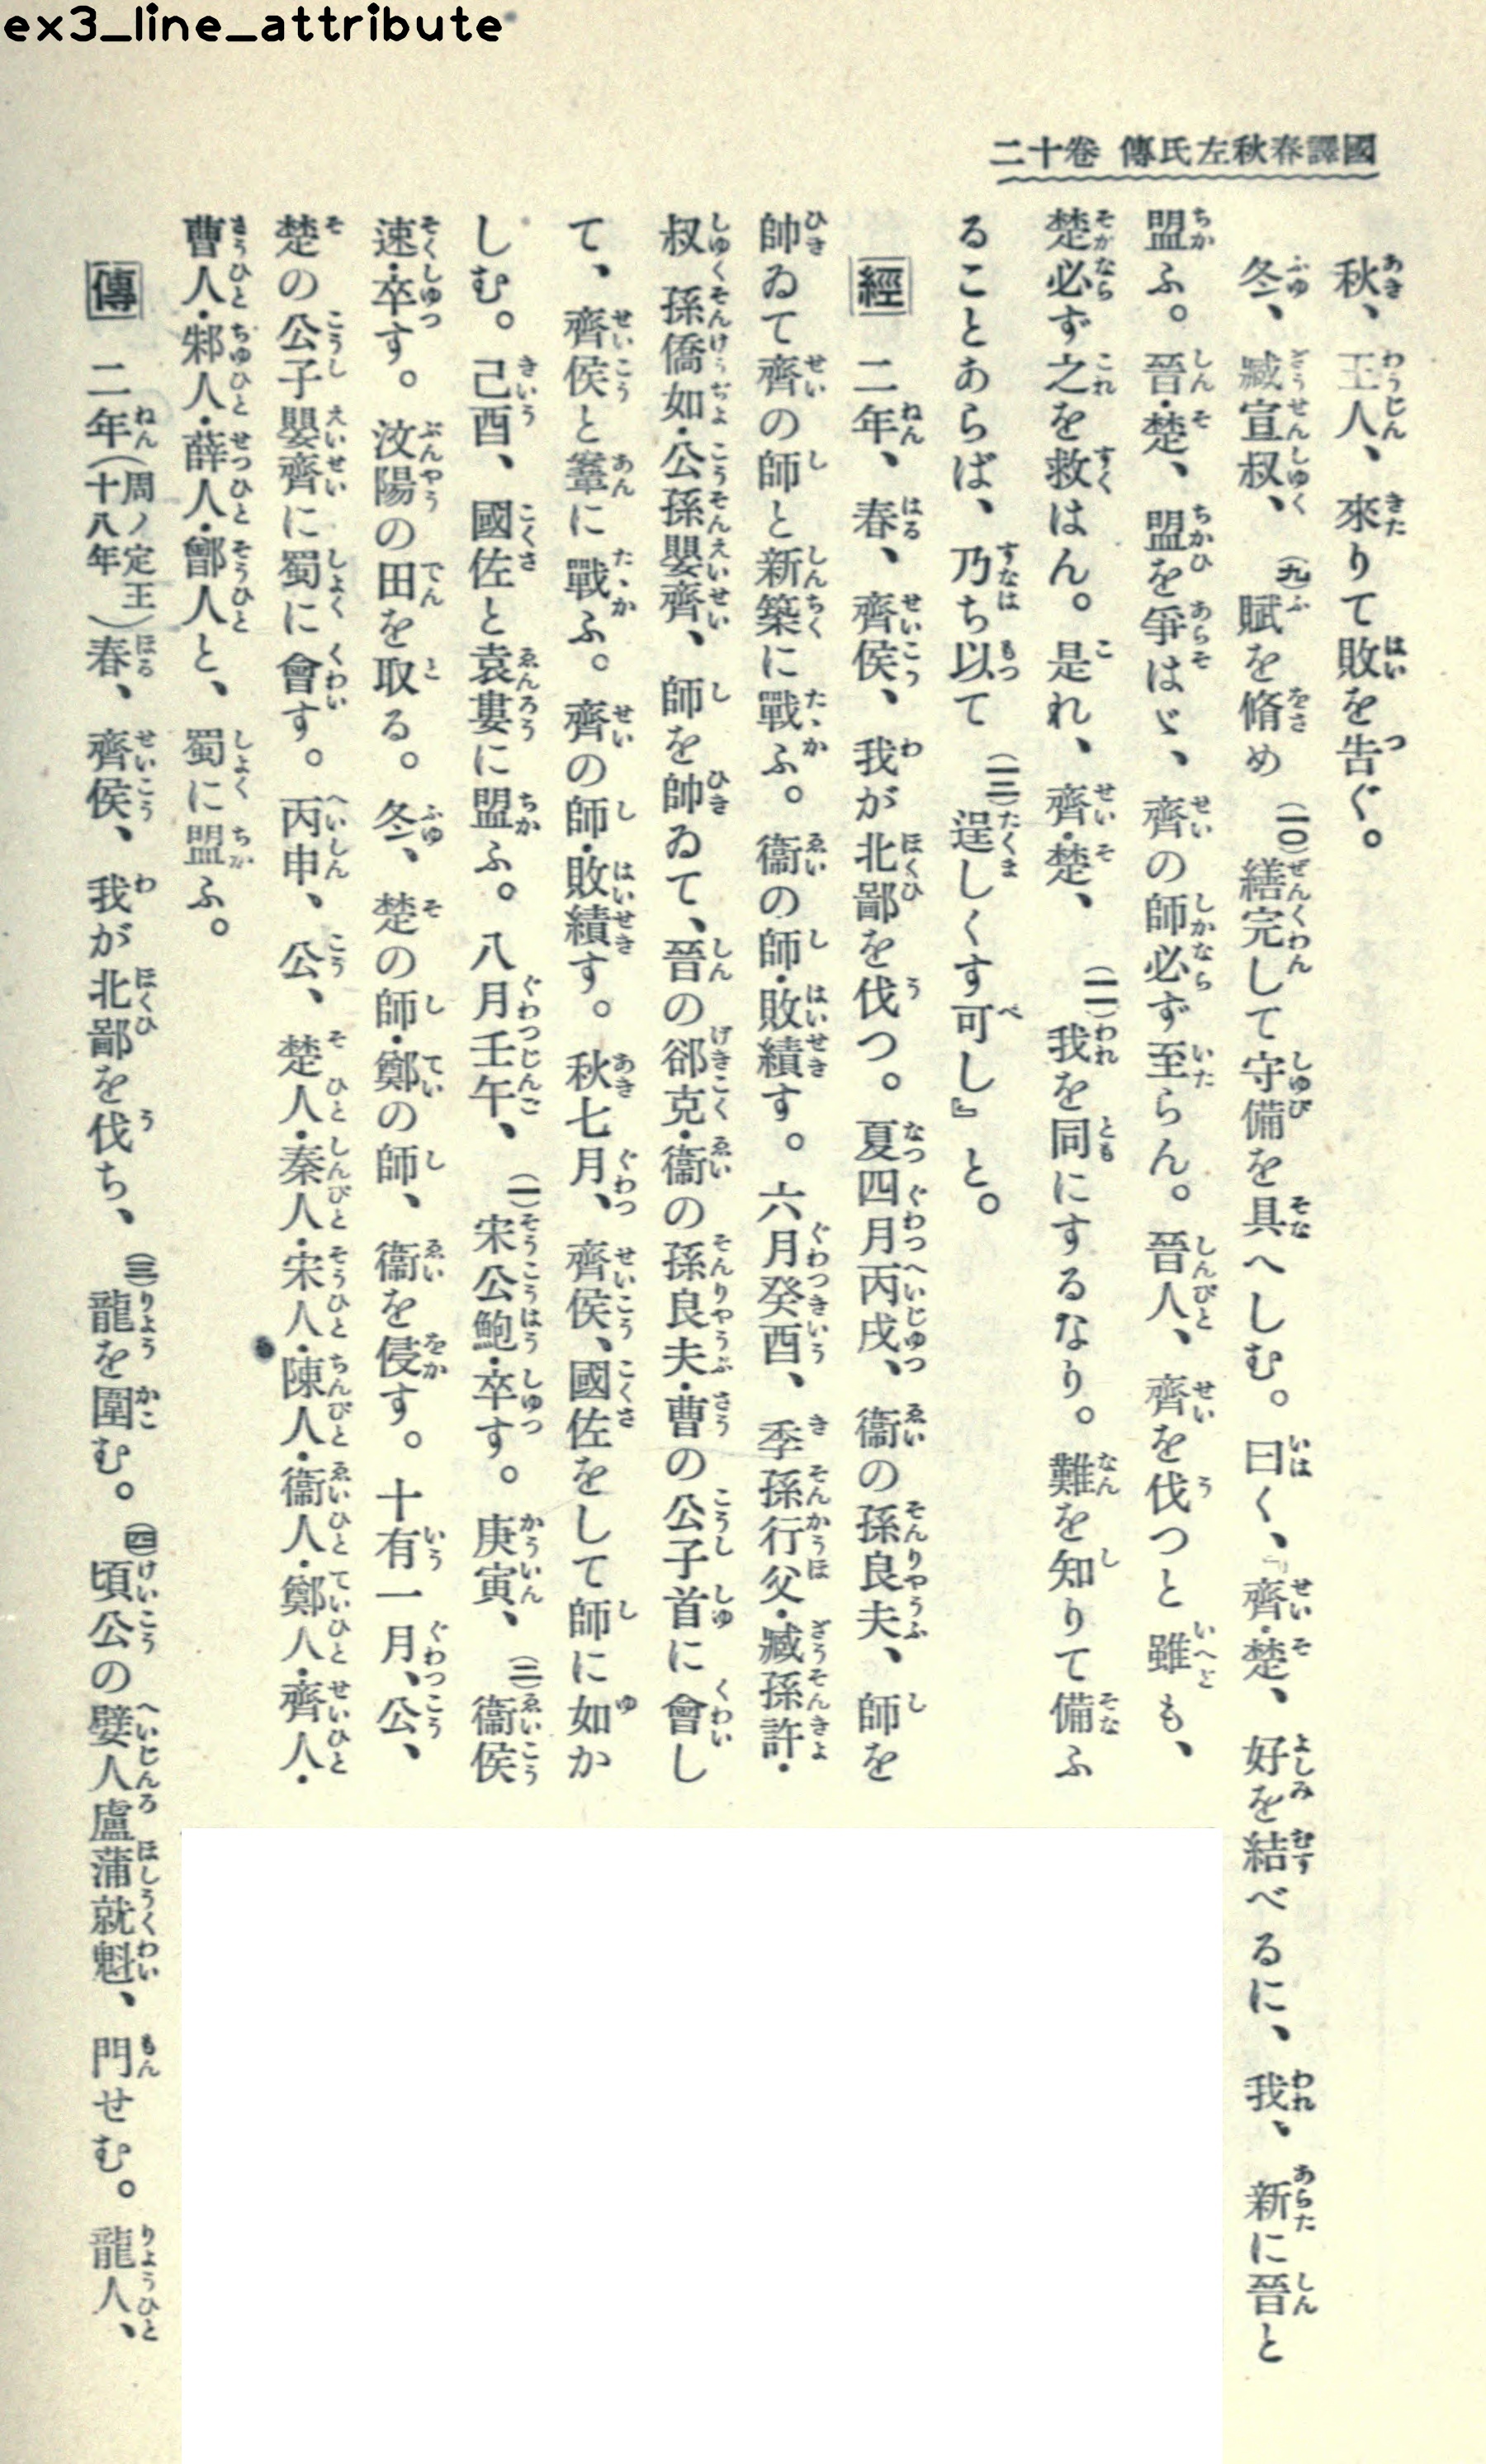 ex3_line_attribute
國譯春秋左氏傳 卷十二
秋、王人、來りて敗を告ぐ。
冬、臧宣叔、(九)賦を脩め(一〇)繕完して守備を具へしむ。曰く、『齊・楚、好を結べるに、我、新に晉と
盟ふ。晉・楚、盟を爭はゞ、齊の師必ず至らん。晉人、齊を伐つと雖も、
楚必ず之を救はん。是れ、齊・楚、(一一)我を同にするなり。難を知りて備ふ
ることあらば、乃ち以て(一二)逞しくす可し』と。
經 二年、春、齊侯、我が北鄙を伐つ。夏四月丙戌、衞の孫良夫、師を
帥ゐて齊の師と新築に戰ふ。衞の師・敗績す。六月癸酉、季孫行父・臧孫許・
叔孫僑如・公孫嬰齊、師を帥ゐて、晉の郤克・衞の孫良夫・曹の公子首に會し
て、齊侯と鞌に戰ふ。齊の師・敗績す。秋七月、齊侯、國佐をして師に如か
しむ。己酉、國佐と袁婁に盟ふ。八月壬午、(一)宋公鮑・卒す。庚寅、(二)衞侯
速・卒す。汶陽の田を取る。冬、楚の師・鄭の師、衞を侵す。十有一月、公、
楚の公子嬰齊に蜀に會す。丙申、公、楚人・秦人・宋人・陳人・衞人・鄭人・齊人・
曹人・邾人・薛人・鄫人と、蜀に盟ふ。
傳 二年(周ノ定王十八年)春、齊侯、我が北鄙を伐ち、(三)龍を圍む。(四)頃公の嬖人盧蒲就魁、門せむ。龍人、